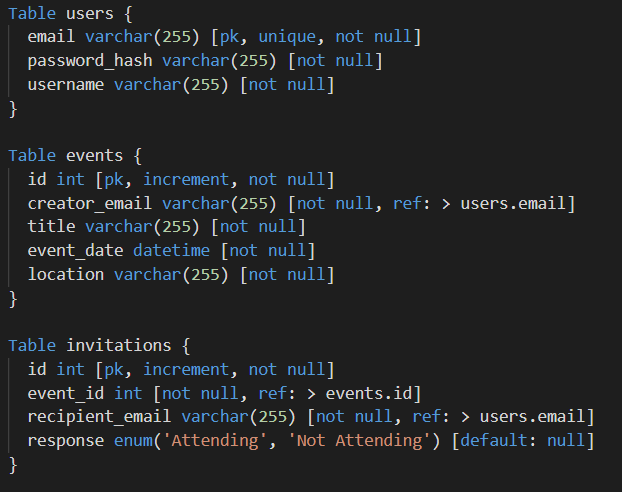 Table users {
  email varchar(255) [pk, unique, not null]
  password_hash varchar(255) [not null]
  username varchar(255) [not null]
}

Table events {
  id int [pk, increment, not null]
  creator_email varchar(255) [not null, ref: > users.email]
  title varchar(255) [not null]
  event_date datetime [not null]
  location varchar(255) [not null]
}

Table invitations {
  id int [pk, increment, not null]
  event_id int [not null, ref: > events.id]
  recipient_email varchar(255) [not null, ref: > users.email]
  response enum('Attending', 'Not Attending') [default: null]
}